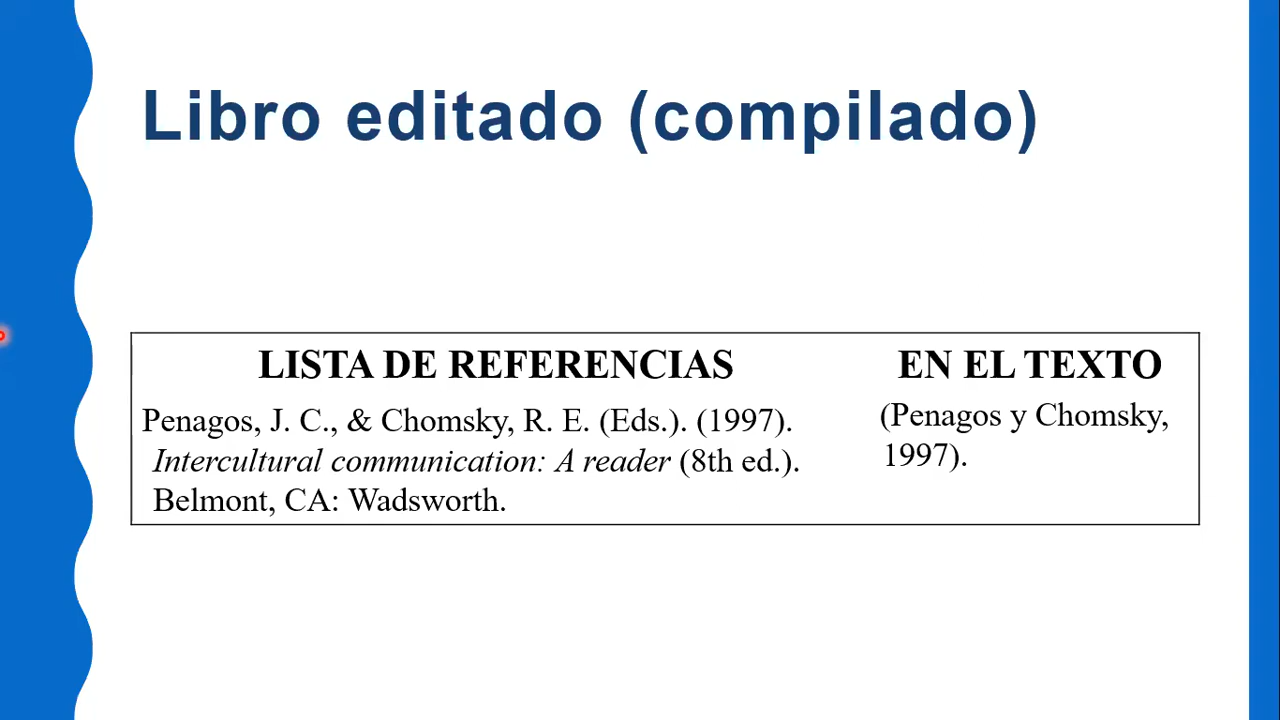 Libro editado (compilado)
LISTA DE REFERENCIAS
Penagos, J. C., & Chomsky, R. E. (Eds.). (1997).
Intercultural communication: A reader (8th ed.).
Belmont, CA: Wadsworth.
EN EL TEXTO
(Penagos y Chomsky,
1997).